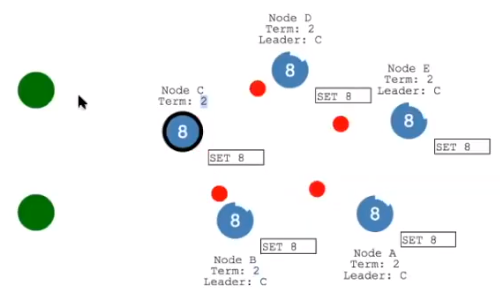 Node D
Term: 2
Leader: C
8
SET 8
Node E
Term: 2
Leader: C
8
SET 8
Node C
Term: 2
8
SET 8
8
SET 8
Node B
Term: 2
Leader: C
8
SET 8
Node A
Term: 2
Leader: C